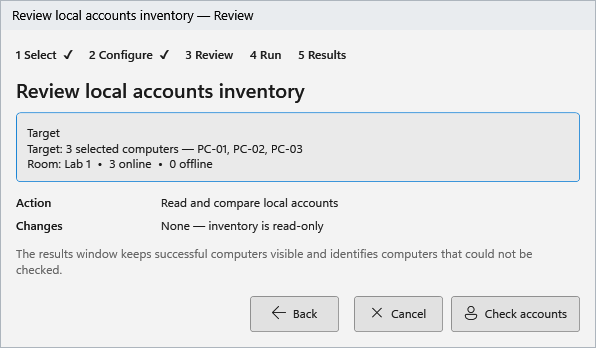 Review local accounts inventory — Review
1 Select ✓ 2 Configure ✓ 3 Review 4 Run 5 Results
Review local accounts inventory
Target
Target: 3 selected computers — PC-01, PC-02, PC-03
Room: Lab 1 • 3 online • 0 offline
Action Read and compare local accounts
Changes None — inventory is read-only
The results window keeps successful computers visible and identifies computers that could not be
checked.
Back Cancel Check accounts